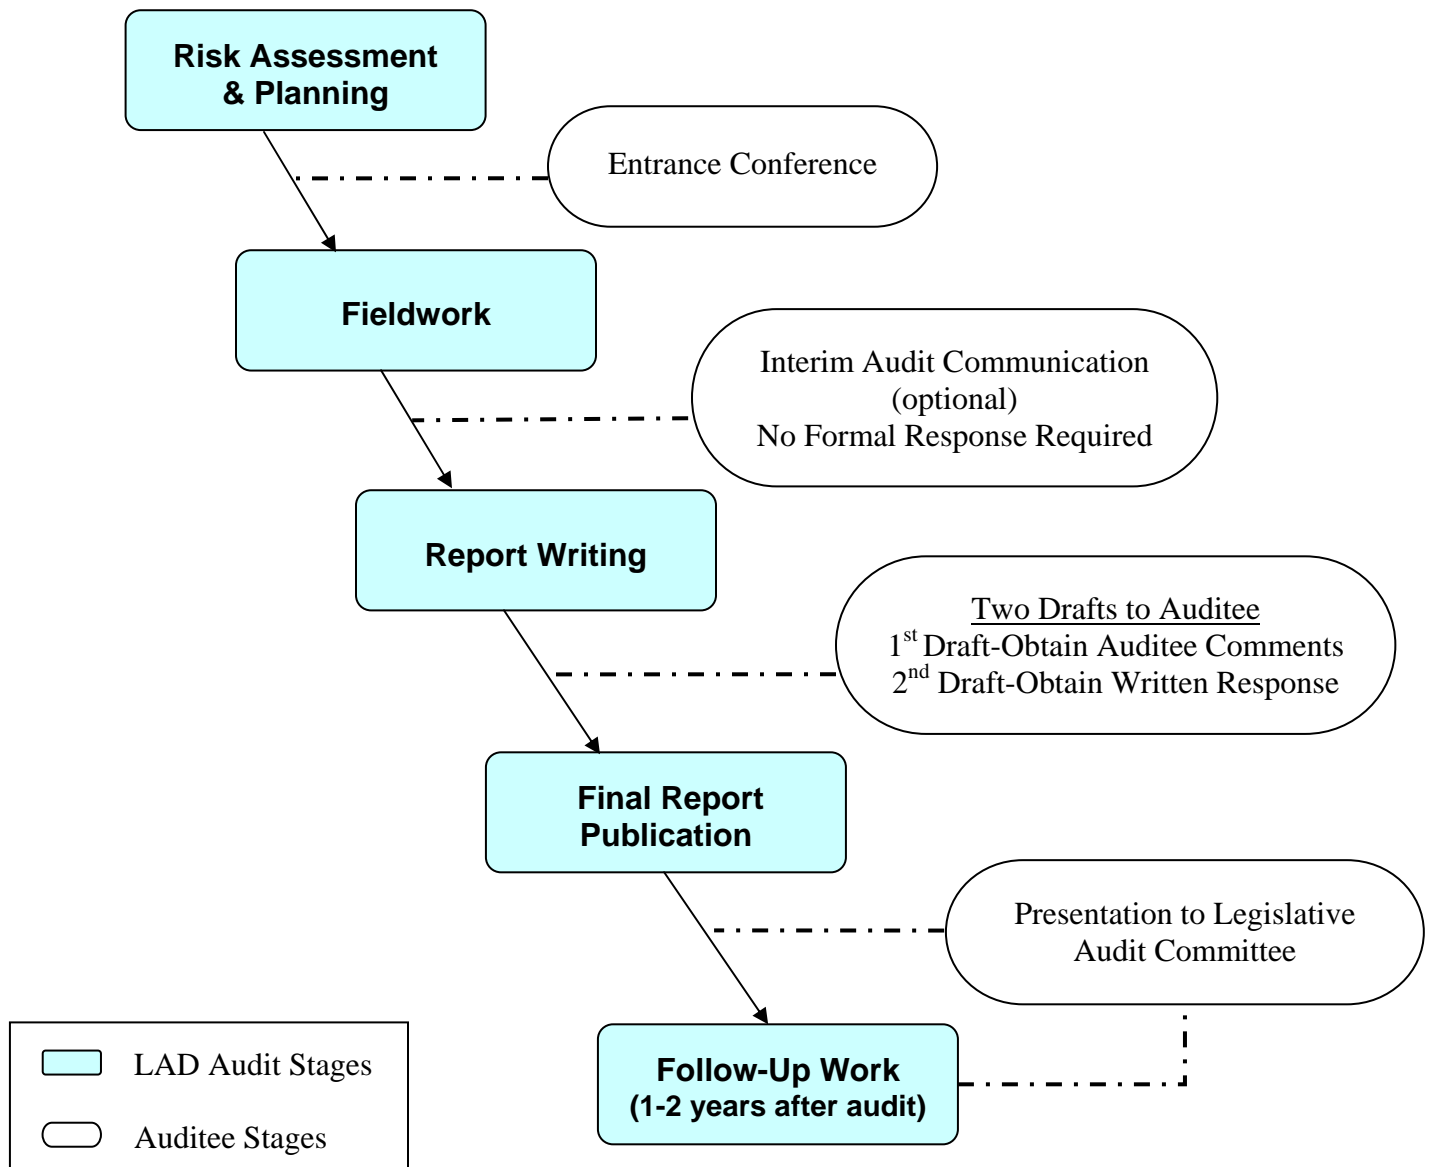 Risk Assessment
& Planning
Entrance Conference
Fieldwork
Interim Audit Communication
(optional)
No Formal Response Required
Report Writing
Two Drafts to Auditee
1st Draft-Obtain Auditee Comments
2nd Draft-Obtain Written Response
Final Report
Publication
Presentation to Legislative
Audit Committee
Follow-Up Work
(1-2 years after audit)
LAD Audit Stages
Auditee Stages